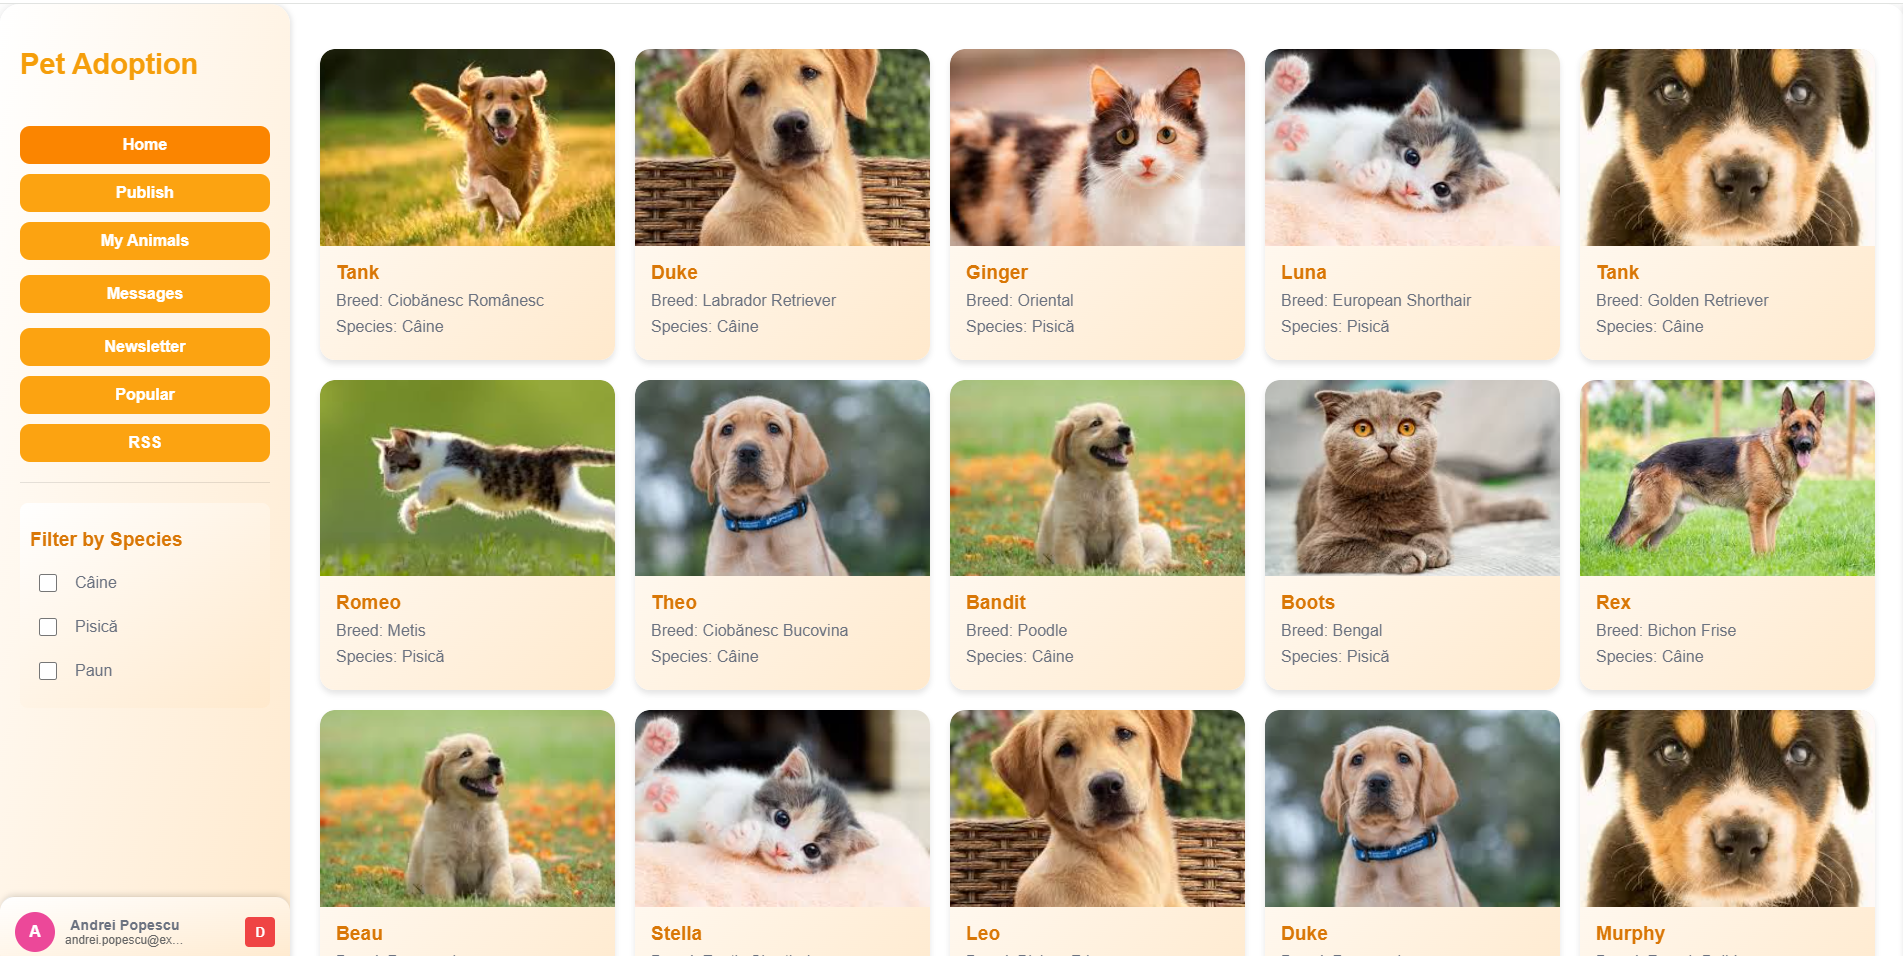 Pet Adoption
Home
Publish
My Animals
Messages
Newsletter
Popular
RSS
Filter by Species
Câine
Pisică
Paun
A
Andrei Popescu
andrei.popescu@ex...
D
Tank
Breed: Ciobănesc Românesc
Species: Câine
Duke
Breed: Labrador Retriever
Species: Câine
Ginger
Breed: Oriental
Species: Pisică
Luna
Breed: European Shorthair
Species: Pisică
Tank
Breed: Golden Retriever
Species: Câine
Romeo
Breed: Metis
Species: Pisică
Theo
Breed: Ciobănesc Bucovina
Species: Câine
Bandit
Breed: Poodle
Species: Câine
Boots
Breed: Bengal
Species: Pisică
Rex
Breed: Bichon Frise
Species: Câine
Beau
Stella
Leo
Duke
Murphy